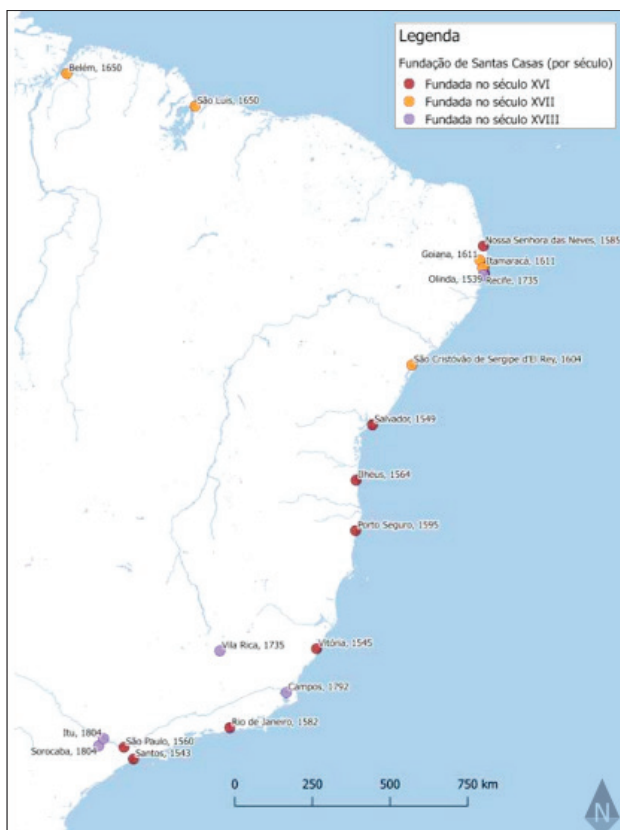 Legenda
Fundação de Santas Casas (por século)
Fundada no século XVI
Fundada no século XVII
Fundada no século XVIII
Belém, 1650
São Luis, 1650
Nossa Senhora das Neves, 1585
Goiana, 1611
Itamaracá, 1611
Olinda, 1539
Recife, 1735
São Cristóvão de Sergipe d'El Rey, 1604
Salvador, 1549
Ilhéus, 1564
Porto Seguro, 1595
Vila Rica, 1735
Vitória, 1545
Campos, 1792
Rio de Janeiro, 1582
Itu, 1804
São Paulo, 1560
Sorocaba, 1804
Santos, 1543
0 250 500 750 km
N